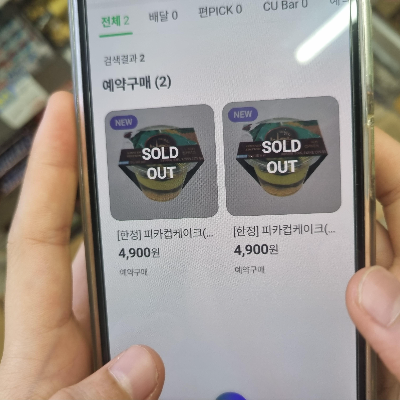 전체 2 배달 0 편PICK 0 CU Bar 0
검색결과 2
예약구매 (2)
NEW NEW
SOLD OUT SOLD OUT
[한정] 피카컵케이크(... [한정] 피카컵케이크(...
4,900원 4,900원
예약구매 예약구매